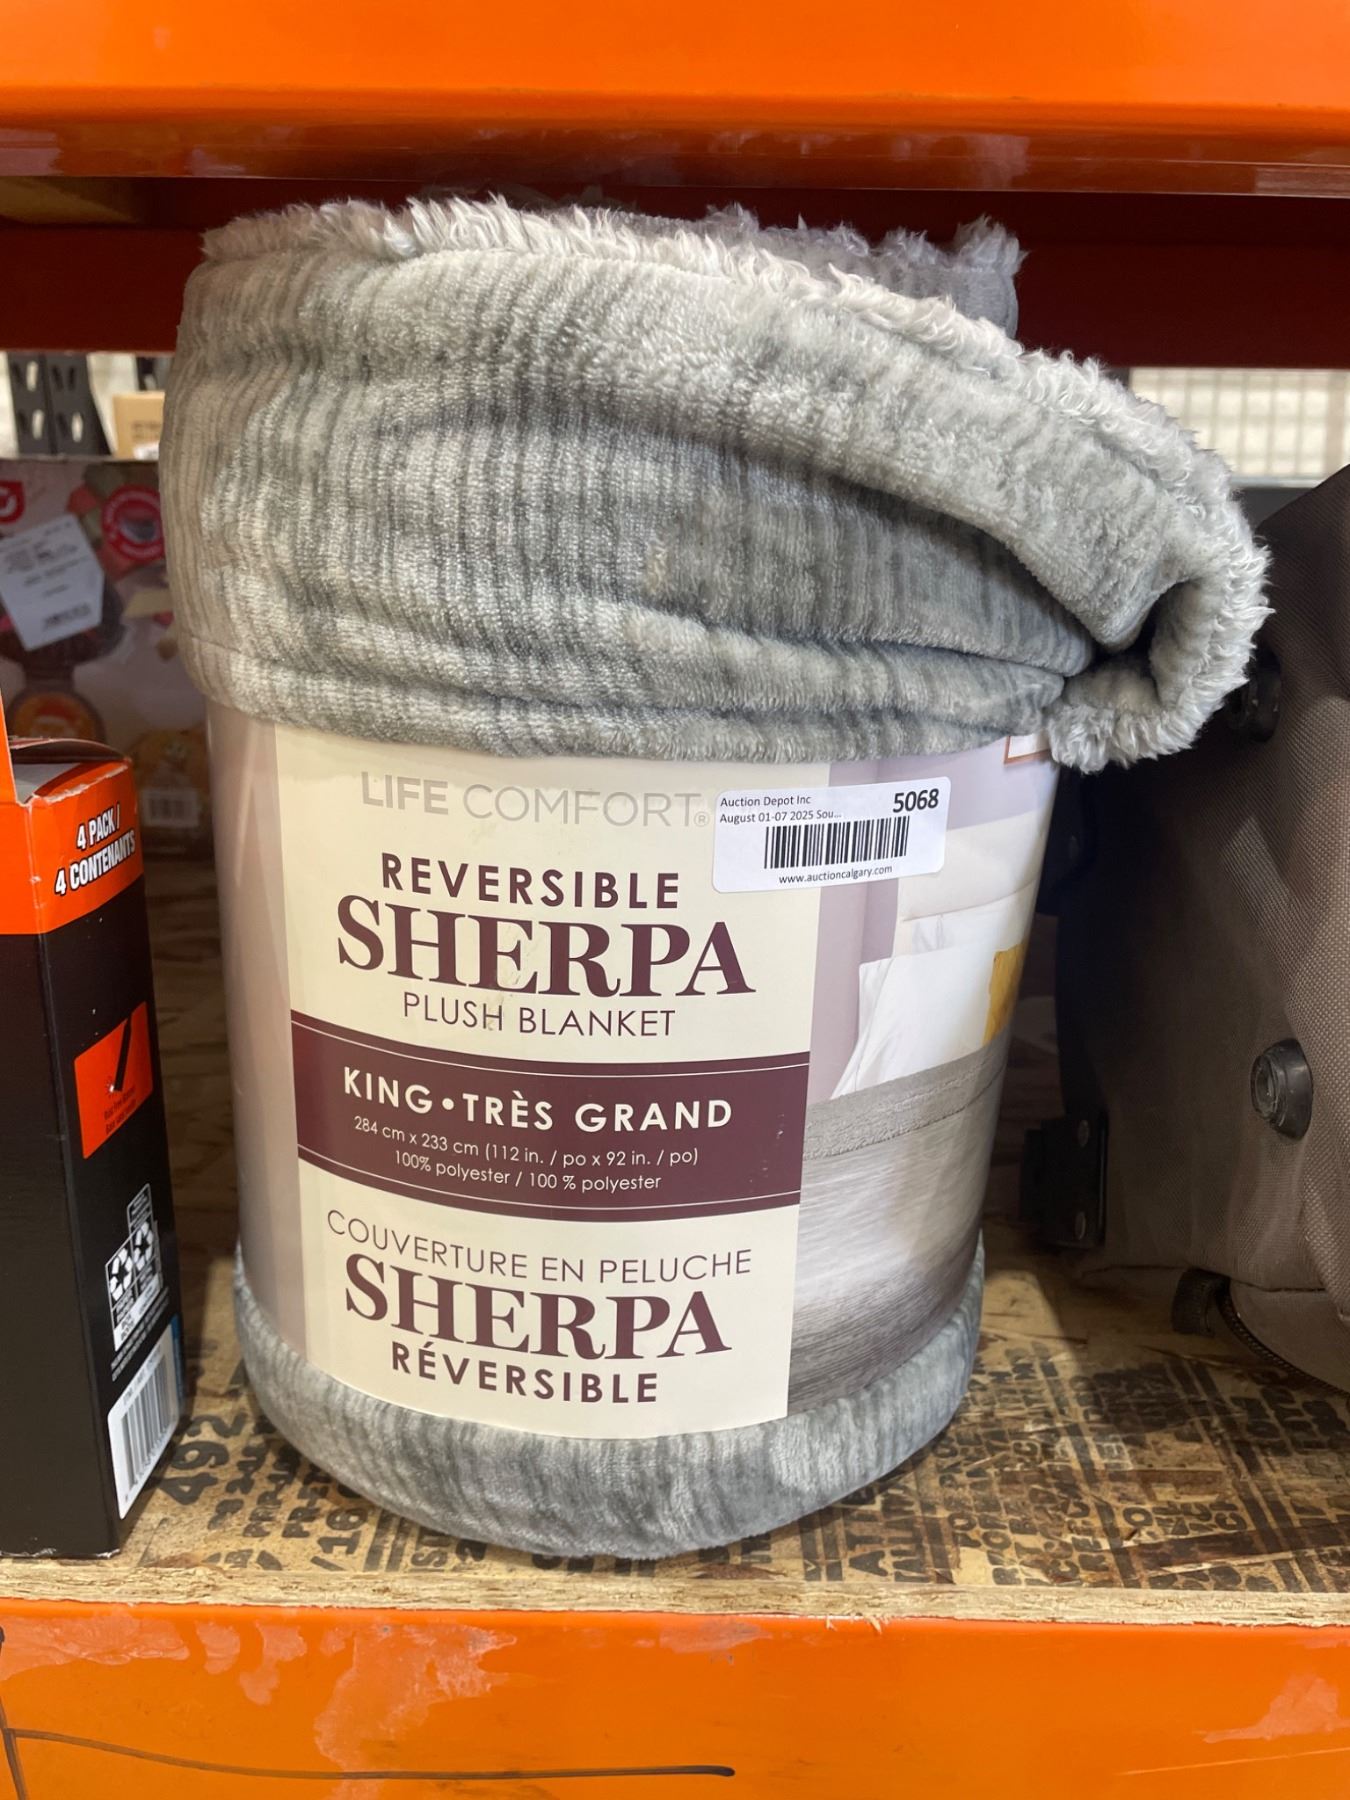 LIFE COMFORT®
Auction Depot Inc
5068
August 01-07 2025 Sou...
www.auctioncalgary.com
REVERSIBLE
SHERPA
PLUSH BLANKET
KING • TRÈS GRAND
284 cm x 233 cm (112 in. / po x 92 in. / po)
100% polyester / 100 % polyester
COUVERTURE EN PELUCHE
SHERPA
RÉVERSIBLE
4 PACK /
4 CONTENANTS
492